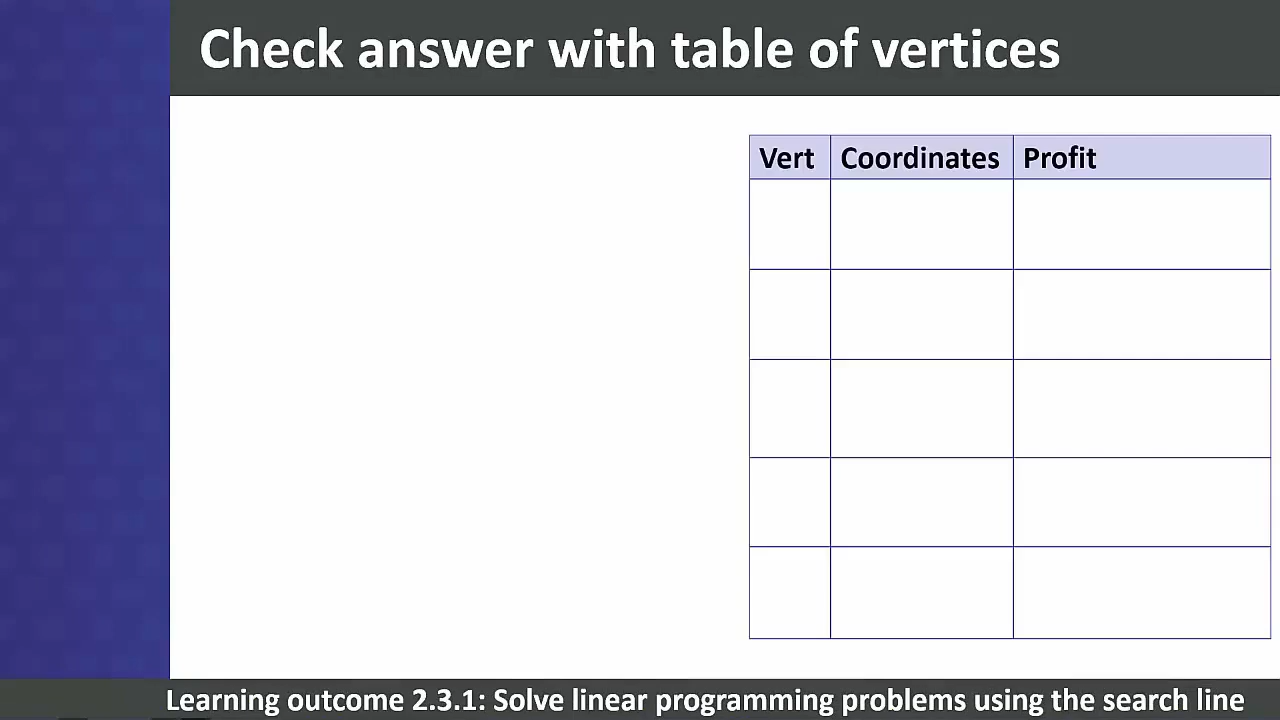 Check answer with table of vertices
Vert Coordinates Profit
Learning outcome 2.3.1: Solve linear programming problems using the search line